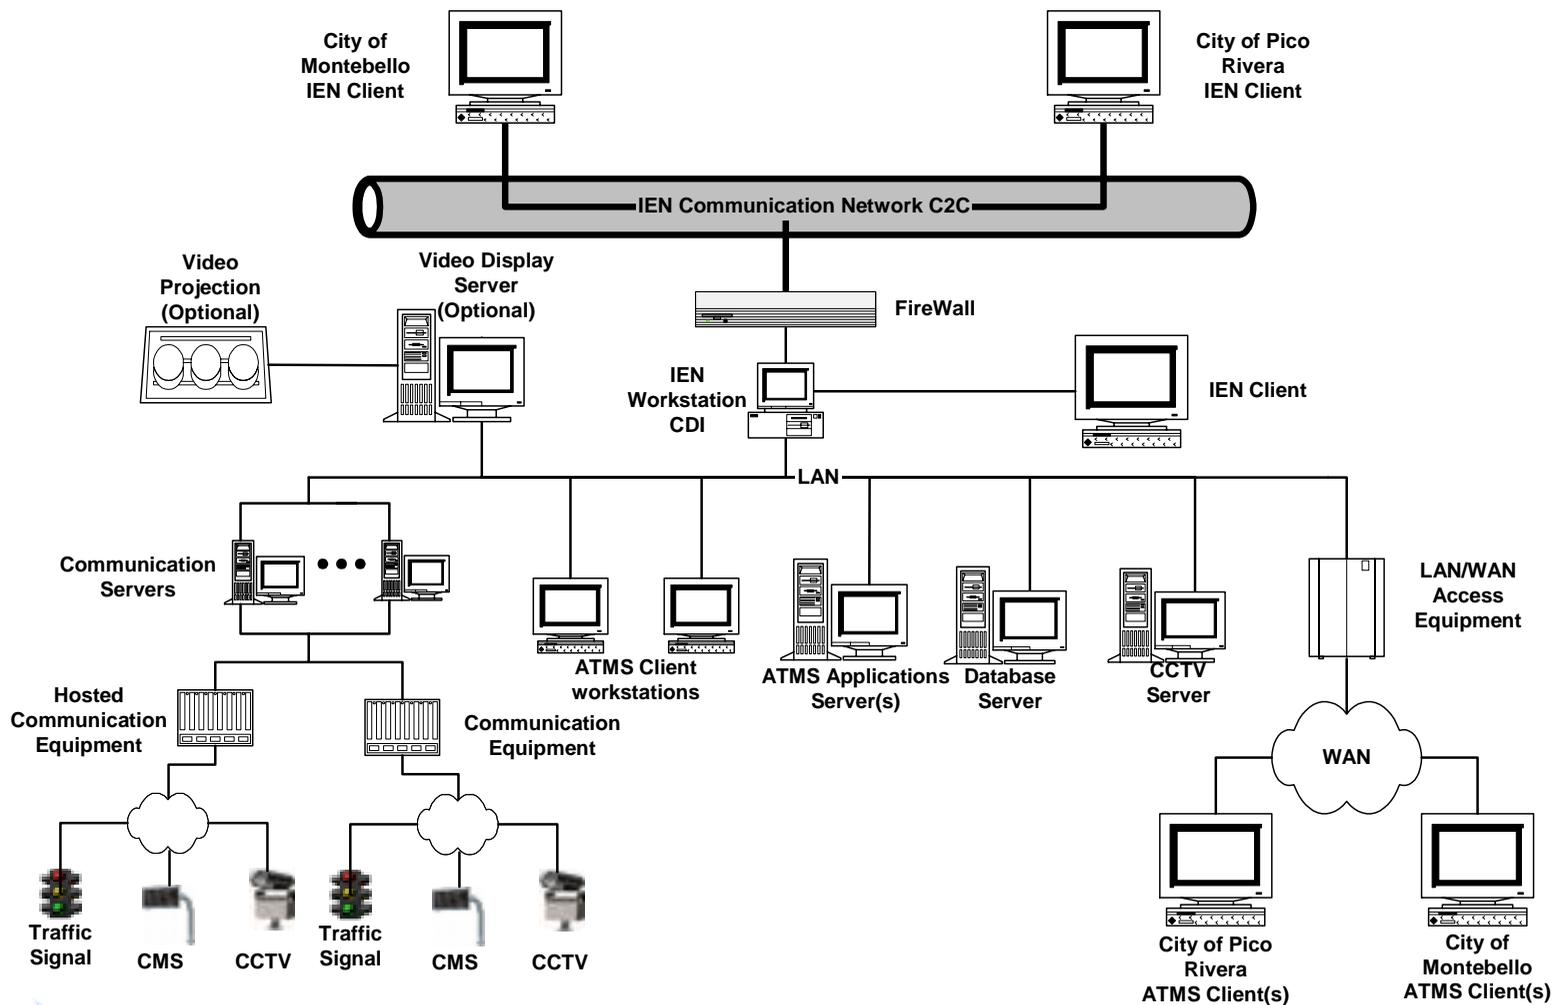 City of
Montebello
IEN Client
City of Pico
Rivera
IEN Client
IEN Communication Network C2C
Video
Projection
(Optional)
Video Display
Server
(Optional)
FireWall
IEN
Workstation
CDI
IEN Client
LAN
Communication
Servers
LAN/WAN
Access
Equipment
ATMS Client
workstations
ATMS Applications
Server(s)
Database
Server
CCTV
Server
Hosted
Communication
Equipment
Communication
Equipment
WAN
Traffic
Signal
CMS
CCTV
Traffic
Signal
CMS
CCTV
City of Pico
Rivera
ATMS Client(s)
City of
Montebello
ATMS Client(s)